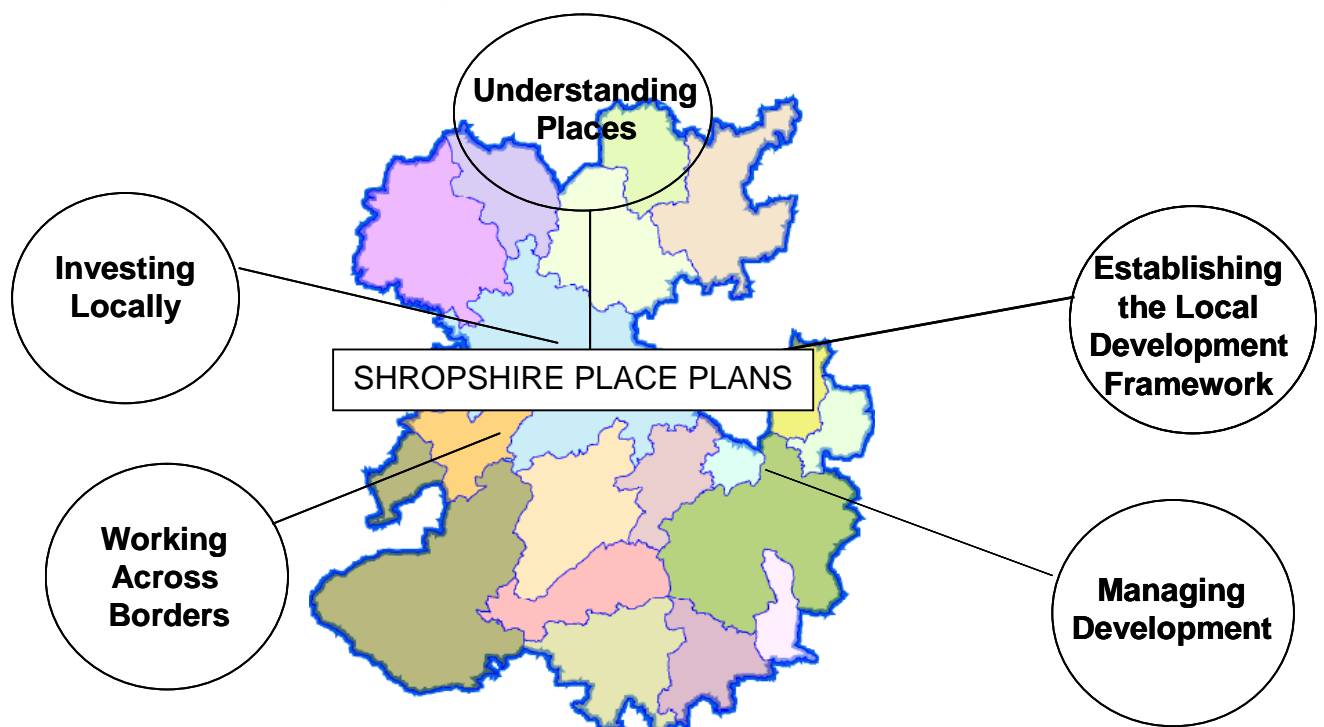 Understanding
Places
Investing
Locally
Establishing
the Local
Development
Framework
SHROPSHIRE PLACE PLANS
Working
Across
Borders
Managing
Development